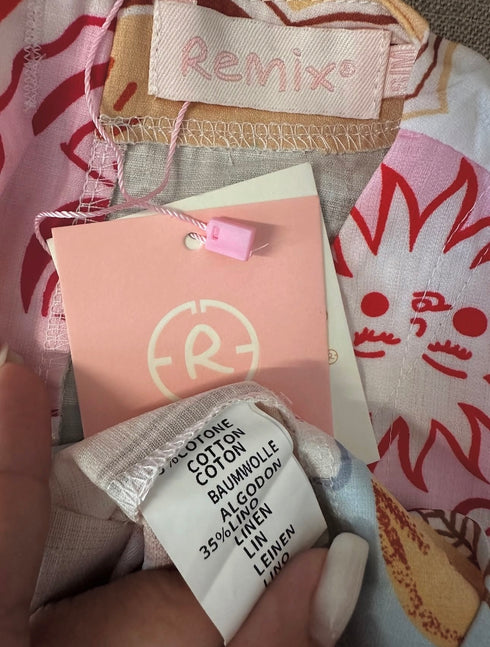 Remix®
R
%COTONE
COTTON
COTON
BAUMWOLLE
ALGODON
35%LINO
LINEN
LIN
LEINEN
LINO